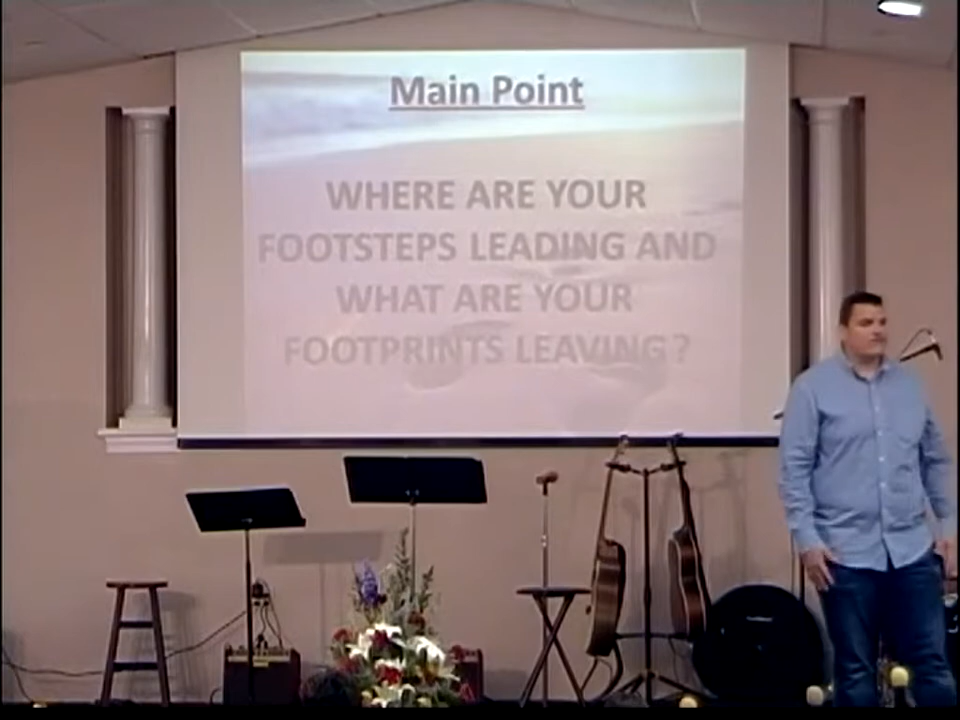 Main Point
WHERE ARE YOUR
FOOTSTEPS LEADING AND
WHAT ARE YOUR
FOOTPRINTS LEAVING?